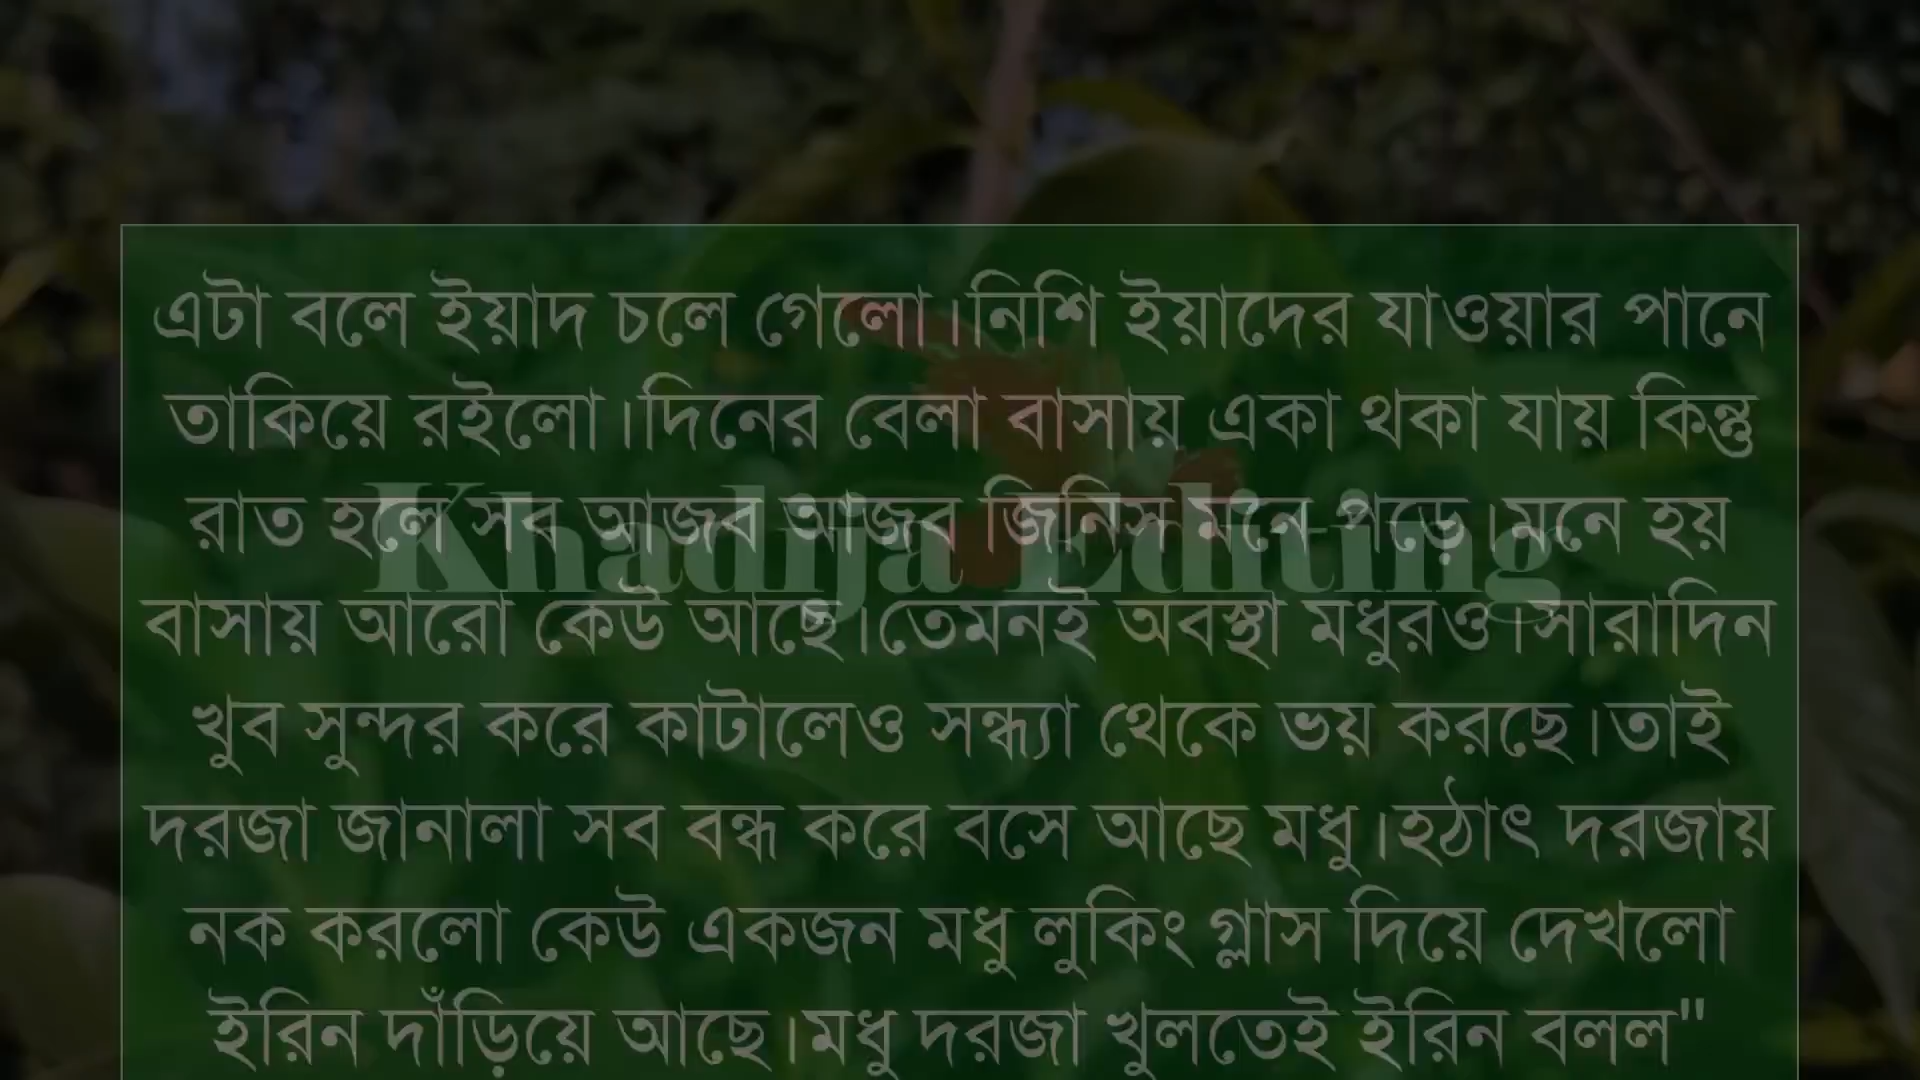 এটা বলে ইয়াদ চলে গেলো।নিশি ইয়াদের যাওয়ার পানে
তাকিয়ে রইলো।দিনের বেলা বাসায় একা থকা যায় কিন্তু
রাত হলে সব আজব আজব জিনিস মনে পড়ে।মনে হয়
Khadija Editing
বাসায় আরো কেউ আছে।তেমনই অবস্থা মধুরও।সারাদিন
খুব সুন্দর করে কাটালেও সন্ধ্যা থেকে ভয় করছে।তাই
দরজা জানালা সব বন্ধ করে বসে আছে মধু।হঠাৎ দরজায়
নক করলো কেউ একজন মধু লুকিং গ্লাস দিয়ে দেখলো
ইরিন দাঁড়িয়ে আছে।মধু দরজা খুলতেই ইরিন বলল"